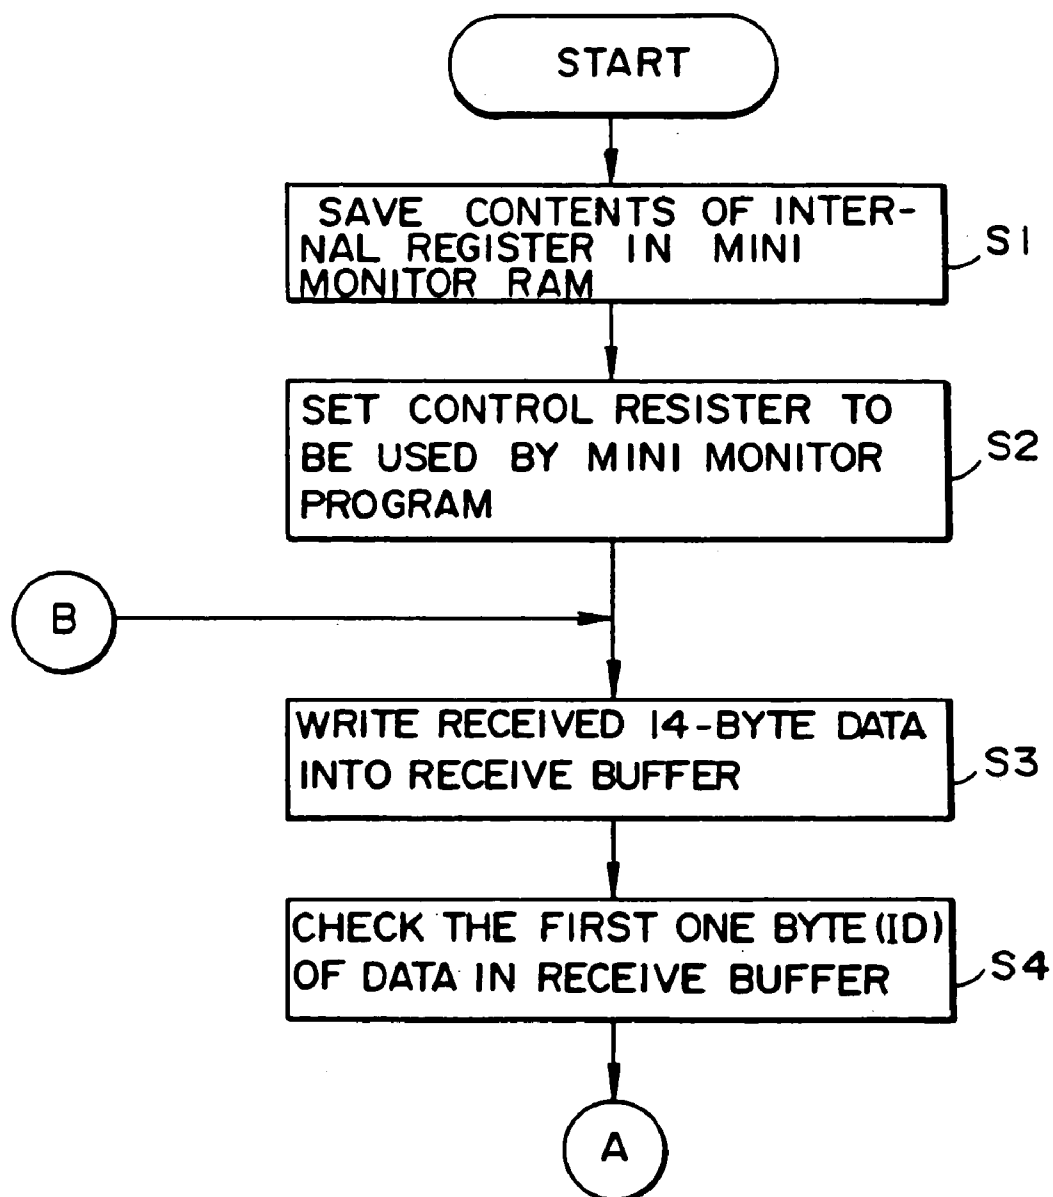 START
SAVE CONTENTS OF INTER-
NAL REGISTER IN MINI
MONITOR RAM
S1
SET CONTROL RESISTER TO
BE USED BY MINI MONITOR
PROGRAM
S2
B
WRITE RECEIVED 14-BYTE DATA
INTO RECEIVE BUFFER
S3
CHECK THE FIRST ONE BYTE (ID)
OF DATA IN RECEIVE BUFFER
S4
A